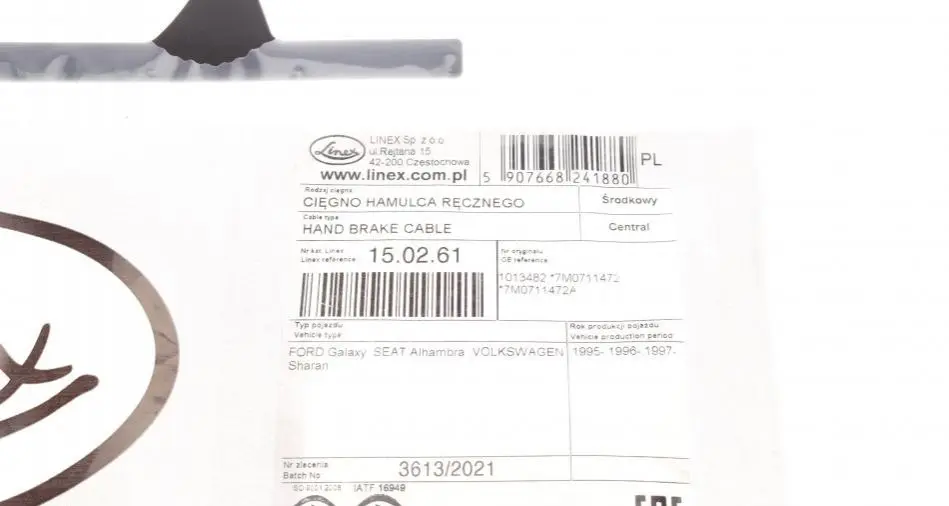 Linex
LINEX Sp. z o.o
ul.Rejtana 15
42-200 Częstochowa
www.linex.com.pl
5 907668 241880
PL
Rodzaj cięgna
CIĘGNO HAMULCA RĘCZNEGO
Środkowy
Cable type
HAND BRAKE CABLE
Central
Nr kat. Linex
Linex reference
15.02.61
Nr oryginału
OE reference
1013482 *7M0711472
*7M0711472A
Typ pojazdu
Vehicle type
Rok produkcji pojazdu
Vehicle production period
FORD Galaxy SEAT Alhambra VOLKSWAGEN
Sharan
1995- 1996- 1997-
Nr zlecenia
Batch No
3613/2021
IATF 16949